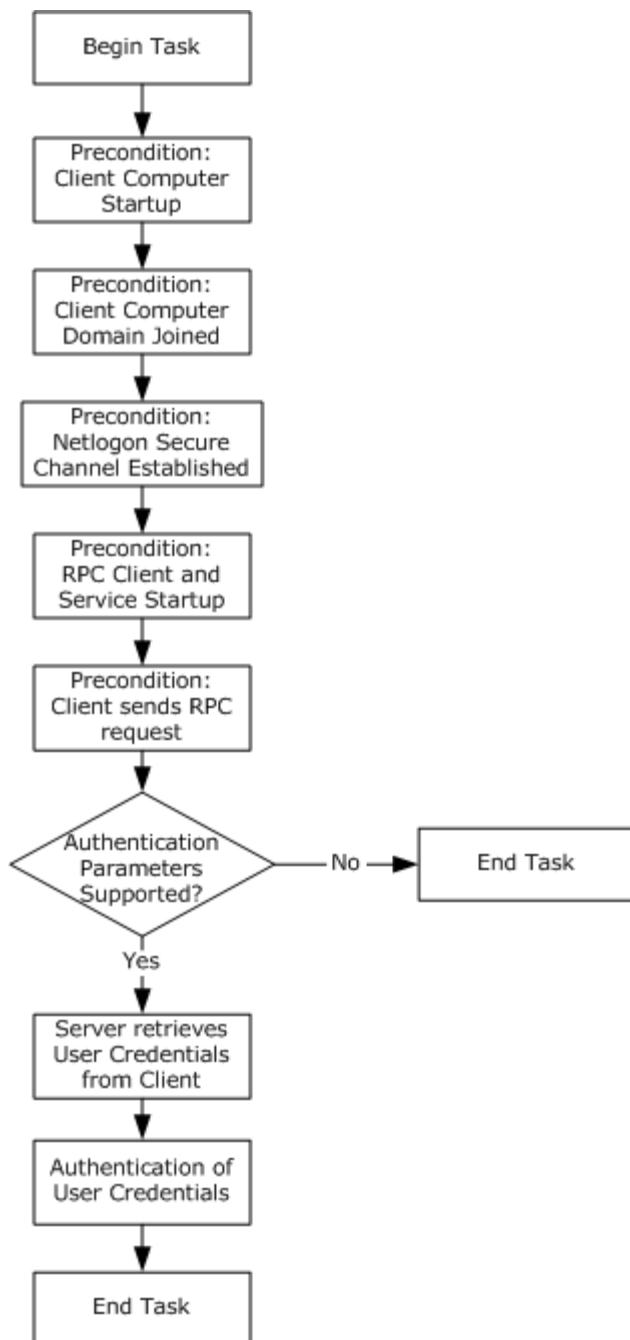 Begin Task
Precondition:
Client Computer
Startup
Precondition:
Client Computer
Domain Joined
Precondition:
Netlogon Secure
Channel Established
Precondition:
RPC Client and
Service Startup
Precondition:
Client sends RPC
request
Authentication
Parameters
Supported?
No
End Task
Yes
Server retrieves
User Credentials
from Client
Authentication of
User Credentials
End Task